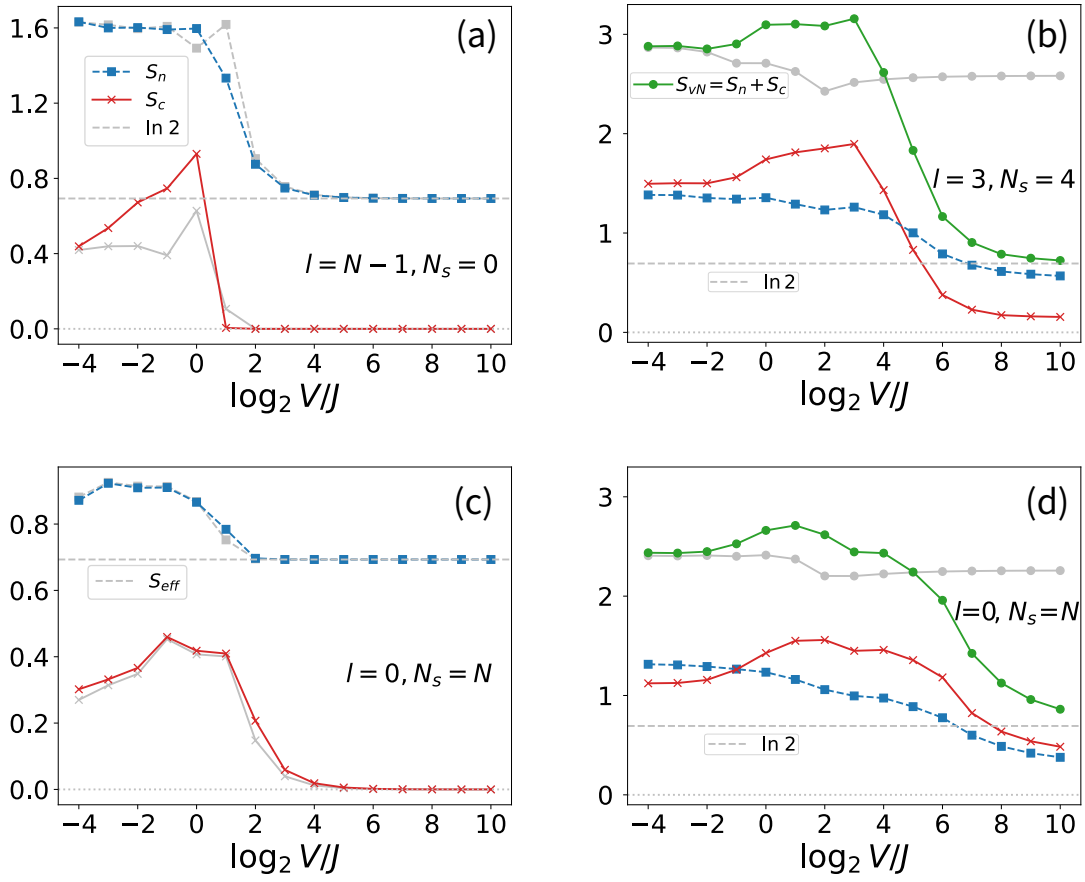 (a)
1.6
1.2
0.8
0.4
0.0
S_n
S_c
ln 2
l = N − 1, N_s = 0
−4 −2 0 2 4 6 8 10
log_2 V/J
(b)
3
2
1
0
S_vN = S_n + S_c
l = 3, N_s = 4
ln 2
−4 −2 0 2 4 6 8 10
log_2 V/J
(c)
0.8
0.6
0.4
0.2
0.0
S_eff
l = 0, N_s = N
−4 −2 0 2 4 6 8 10
log_2 V/J
(d)
3
2
1
0
l=0, N_s=N
ln 2
−4 −2 0 2 4 6 8 10
log_2 V/J